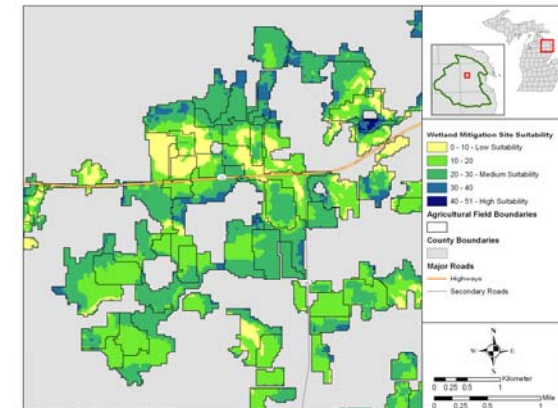 Wetland Mitigation Site Suitability
0 - 10 - Low Suitability
10 - 20
20 - 30 - Medium Suitability
30 - 40
40 - 51 - High Suitability
Agricultural Field Boundaries
County Boundaries
Major Roads
Highways
Secondary Roads
N
W E
S
Kilometer
0 0.25 0.5 1
Mile
0 0.25 0.5 1